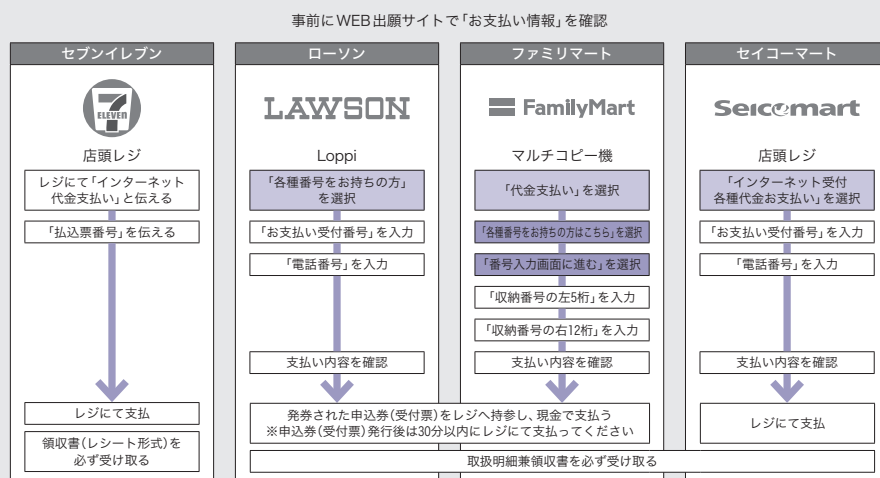 事前にWEB出願サイトで「お支払い情報」を確認
セブンイレブン
7
ELEVEN
店頭レジ
レジにて「インターネット
代金支払い」と伝える
「払込票番号」を伝える
レジにて支払
領収書(レシート形式)を
必ず受け取る
ローソン
LAWSON
Loppi
「各種番号をお持ちの方」
を選択
「お支払い受付番号」を入力
「電話番号」を入力
支払い内容を確認
ファミリマート
FamilyMart
マルチコピー機
「代金支払い」を選択
「各種番号をお持ちの方はこちら」を選択
「番号入力画面に進む」を選択
「収納番号の左5桁」を入力
「収納番号の右12桁」を入力
支払い内容を確認
発券された申込券(受付票)をレジへ持参し、現金で支払う
※申込券(受付票)発行後は30分以内にレジにて支払ってください
セイコーマート
Seicomart
店頭レジ
「インターネット受付
各種代金お支払い」を選択
「お支払い受付番号」を入力
「電話番号」を入力
支払い内容を確認
レジにて支払
取扱明細兼領収書を必ず受け取る